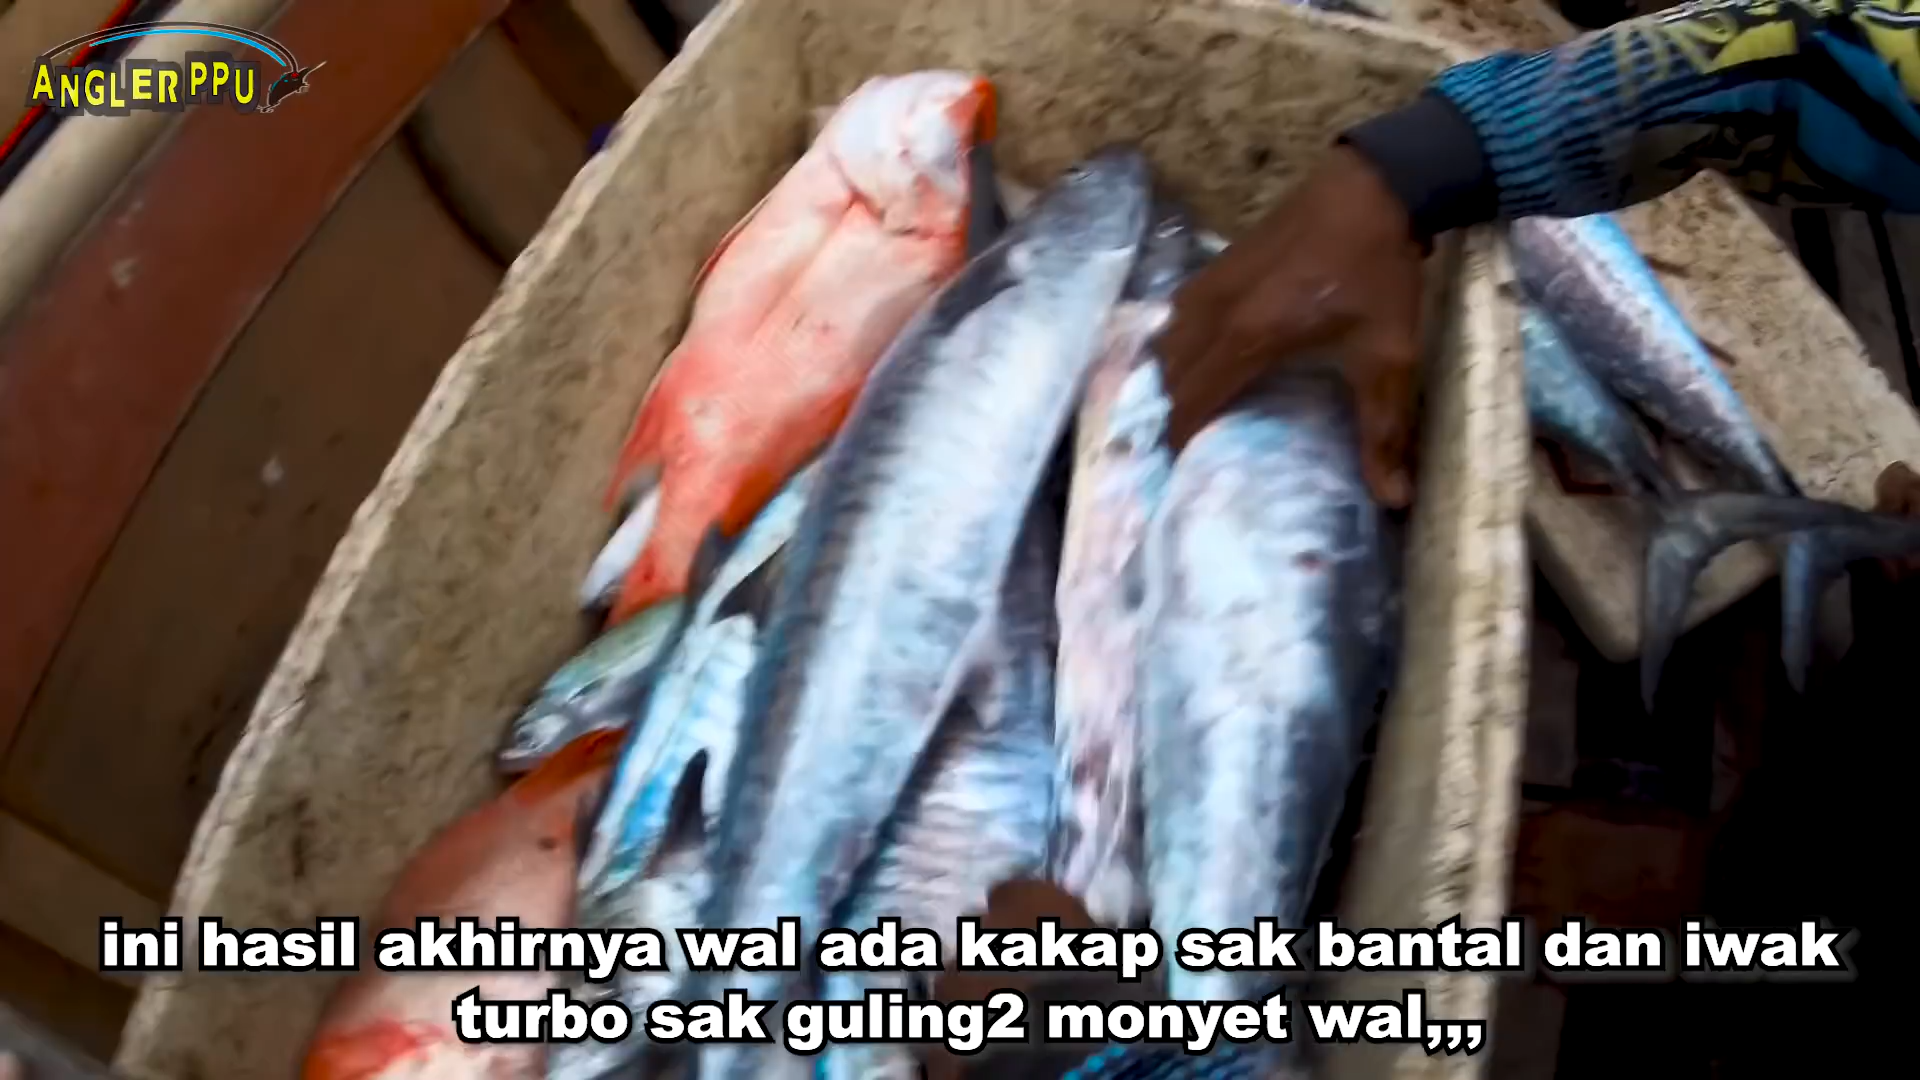 ANGLER PPU
ini hasil akhirnya wal ada kakap sak bantal dan iwak
turbo sak guling2 monyet wal,,,